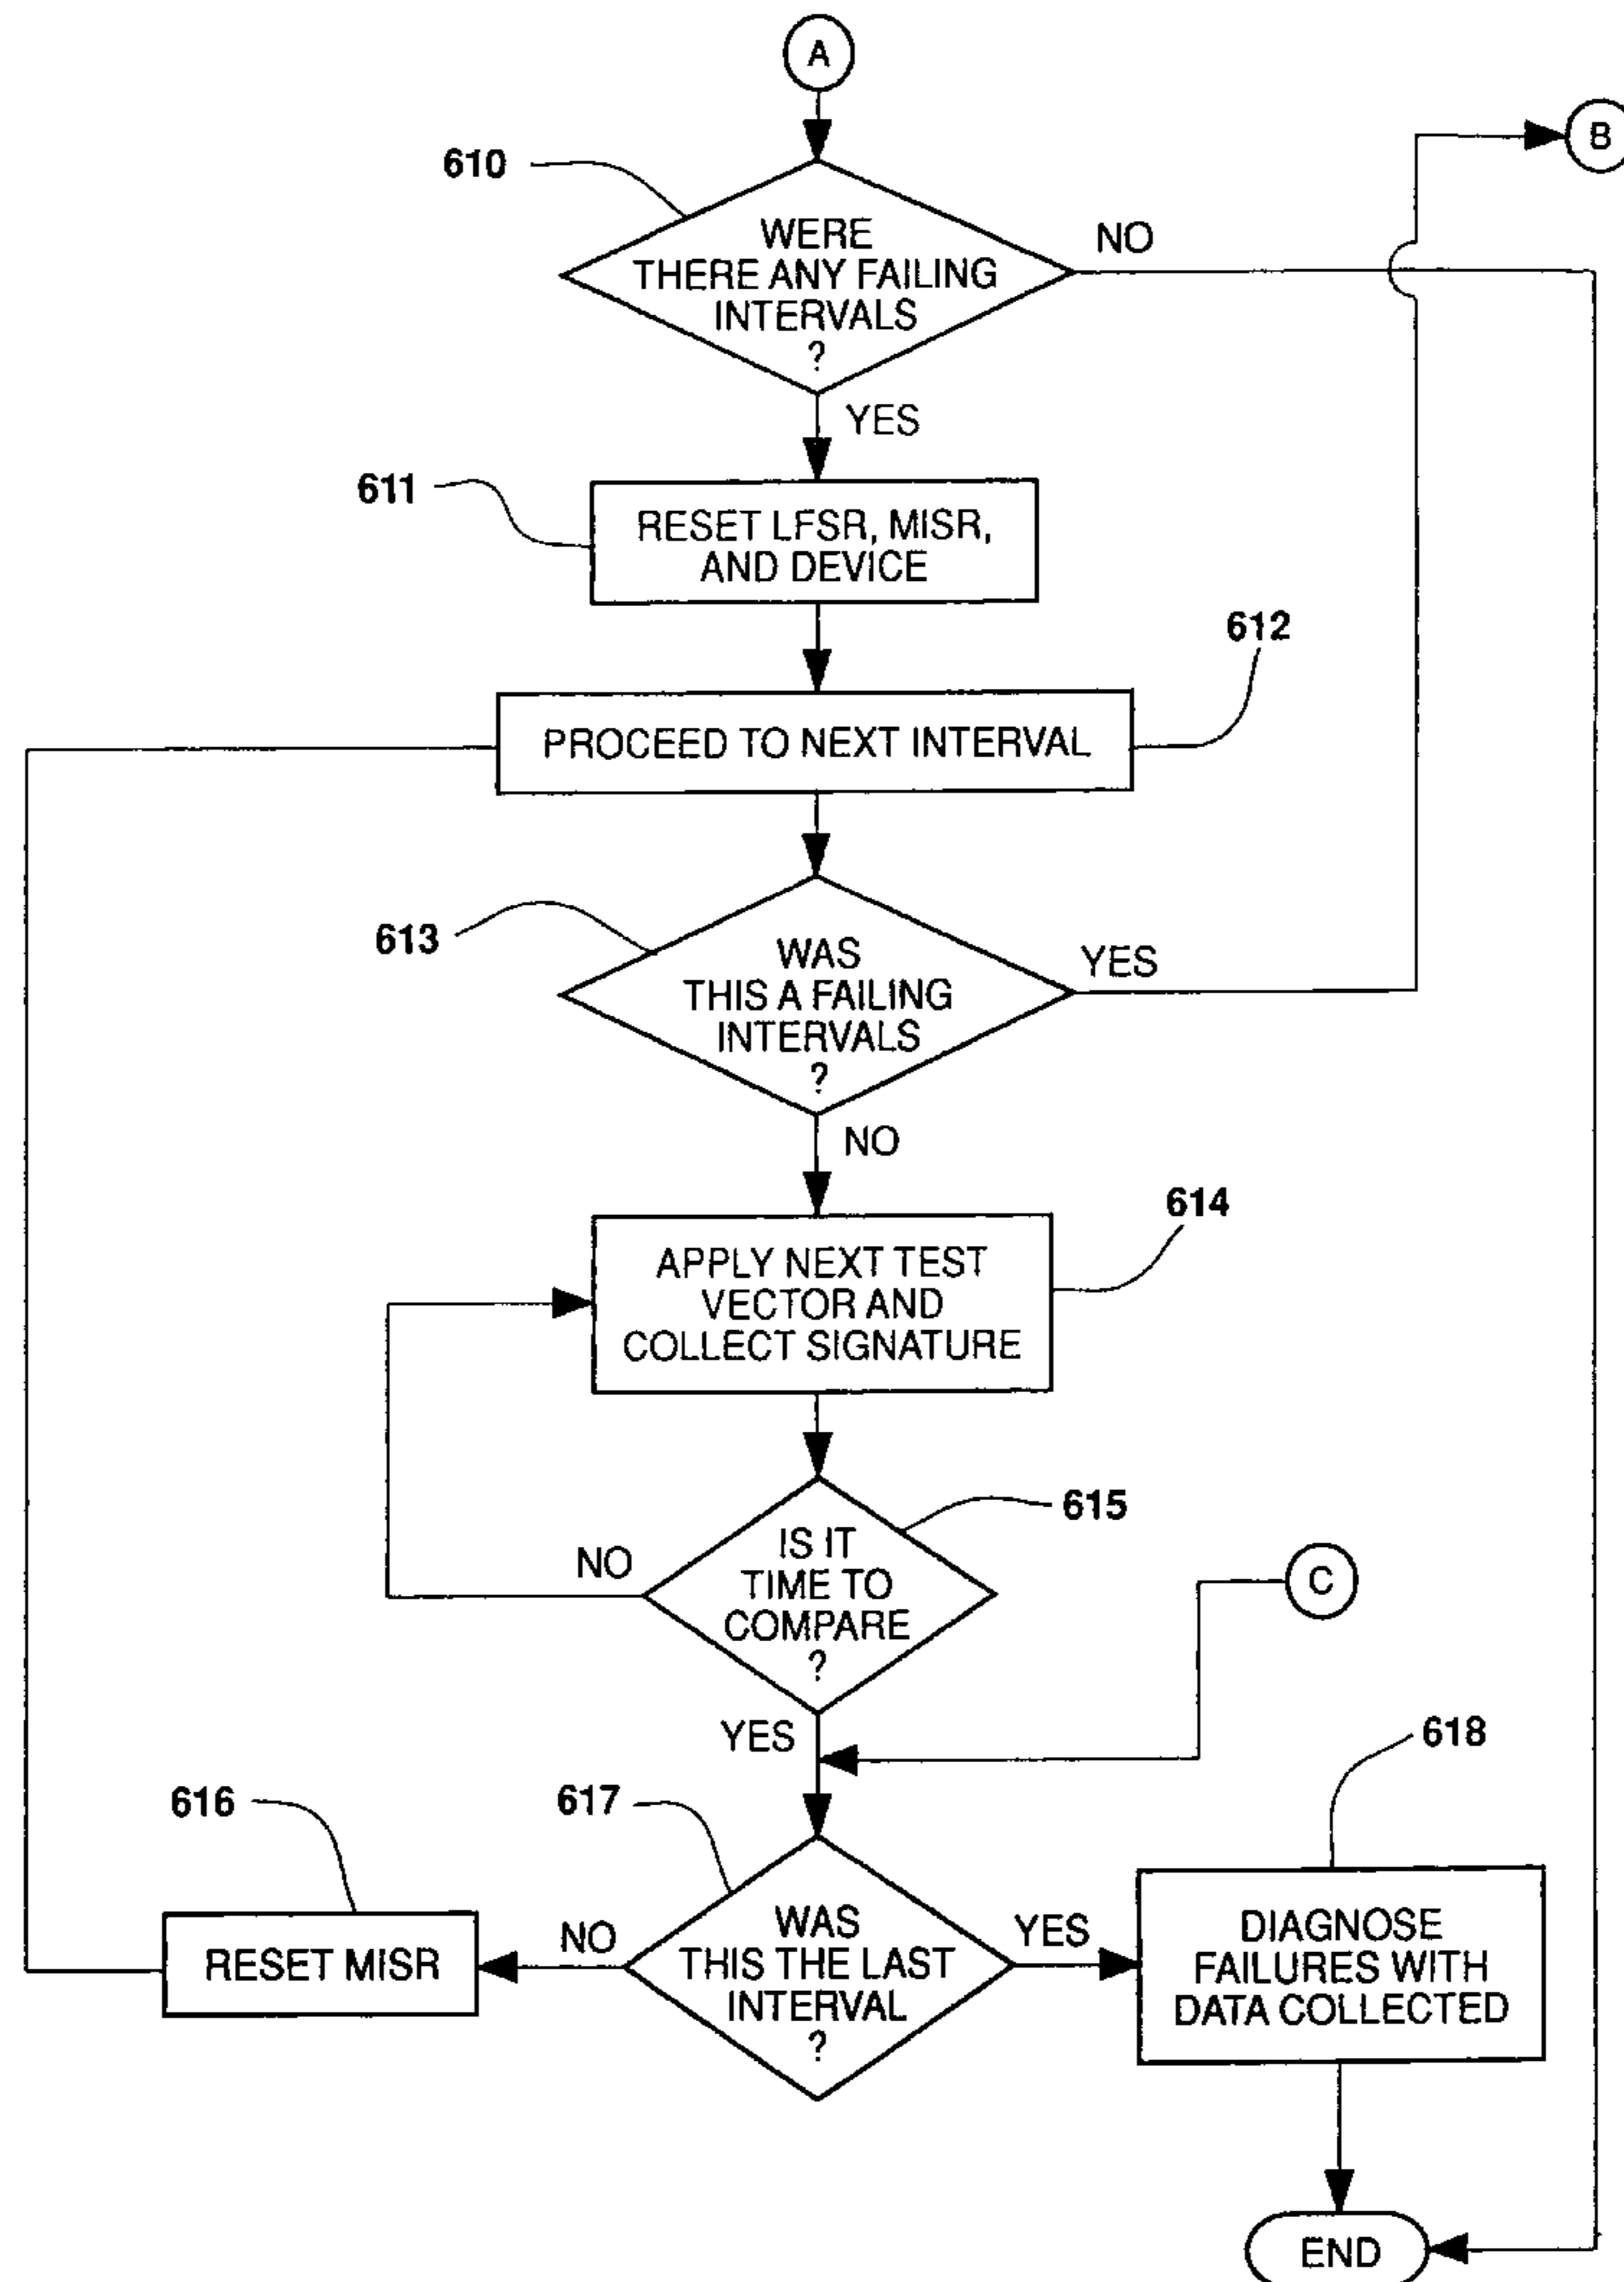 A
B
610
WERE
THERE ANY FAILING
INTERVALS
?
NO
YES
611
RESET LFSR, MISR,
AND DEVICE
612
PROCEED TO NEXT INTERVAL
613
WAS
THIS A FAILING
INTERVALS
?
YES
NO
614
APPLY NEXT TEST
VECTOR AND
COLLECT SIGNATURE
615
IS IT
TIME TO
COMPARE
?
NO
C
YES
618
616
617
WAS
THIS THE LAST
INTERVAL
?
NO
YES
RESET MISR
DIAGNOSE
FAILURES WITH
DATA COLLECTED
END